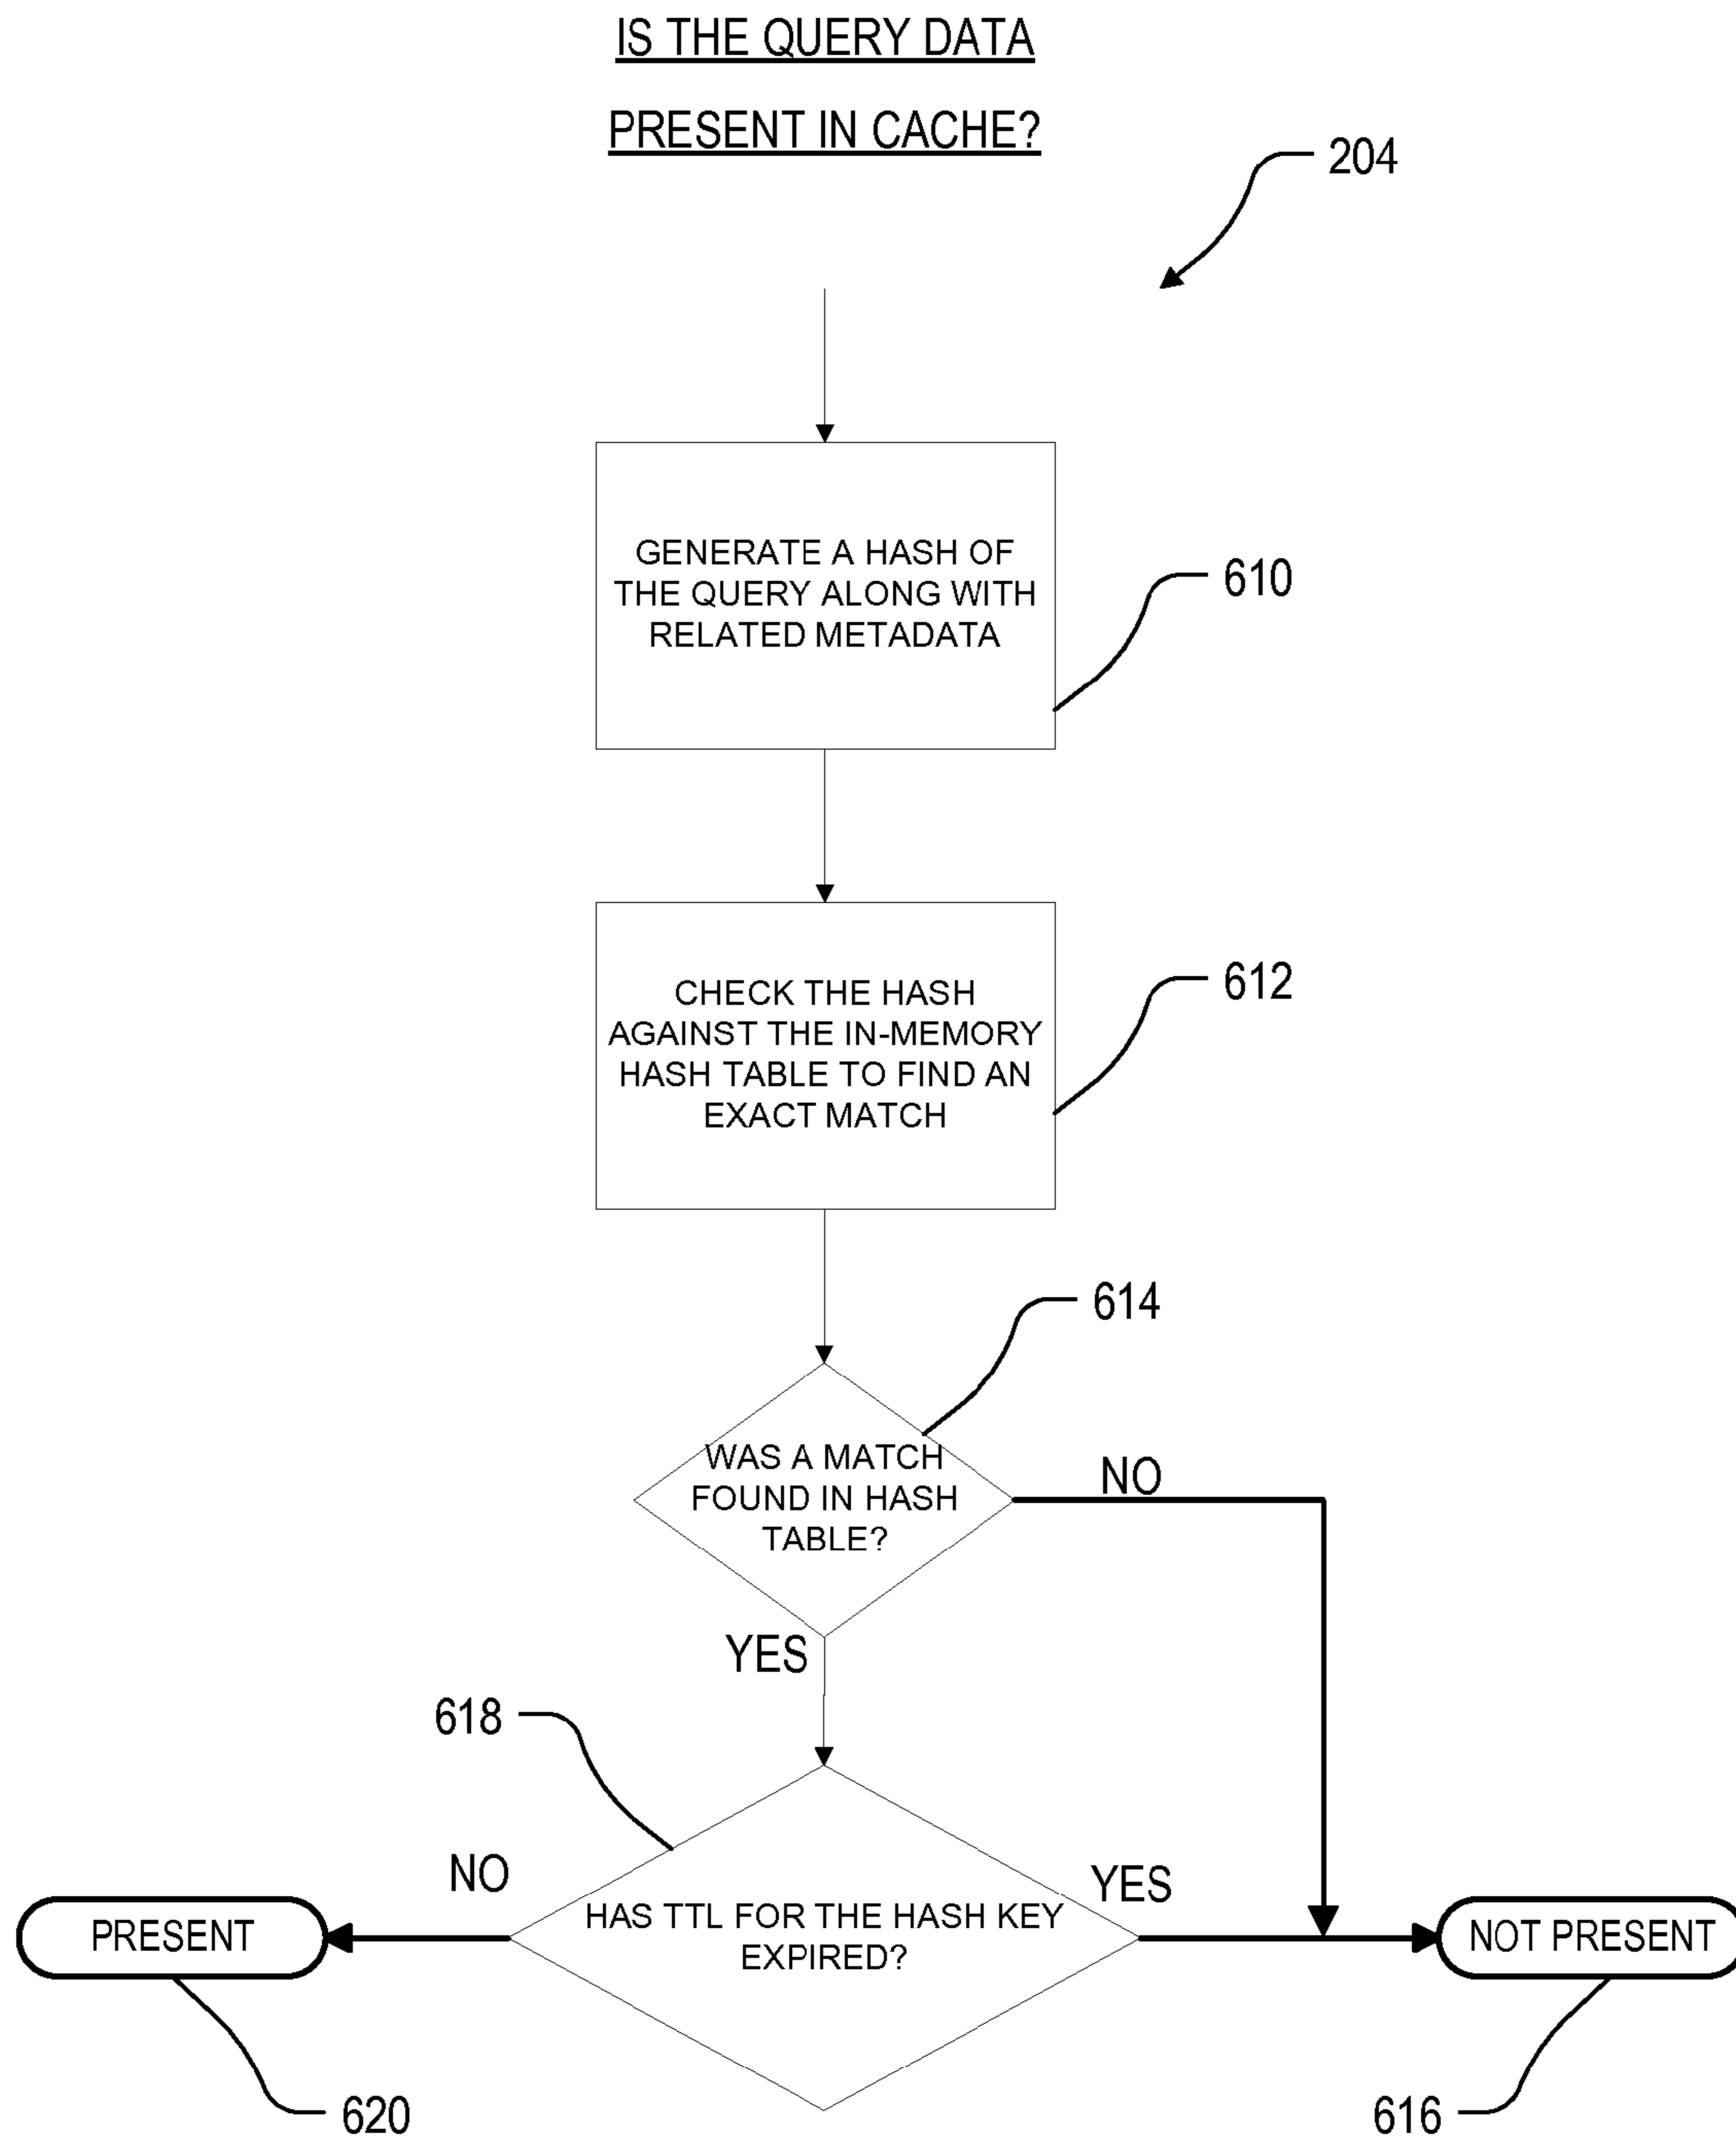 IS THE QUERY DATA
PRESENT IN CACHE?
204
GENERATE A HASH OF
THE QUERY ALONG WITH
RELATED METADATA
610
CHECK THE HASH
AGAINST THE IN-MEMORY
HASH TABLE TO FIND AN
EXACT MATCH
612
614
WAS A MATCH
FOUND IN HASH
TABLE?
NO
YES
618
NO
YES
HAS TTL FOR THE HASH KEY
EXPIRED?
PRESENT
NOT PRESENT
620
616